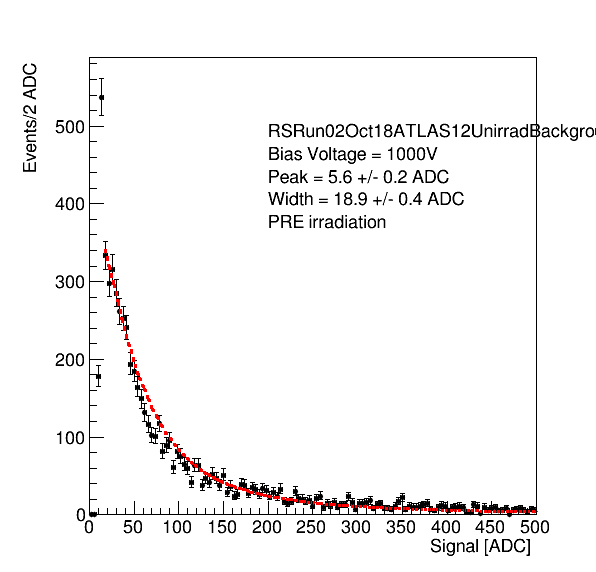 Events/2 ADC
500
400
300
200
100
0
RSRun02Oct18ATLAS12UnirradBackgrou
Bias Voltage = 1000V
Peak = 5.6 +/- 0.2 ADC
Width = 18.9 +/- 0.4 ADC
PRE irradiation
0 50 100 150 200 250 300 350 400 450 500
Signal [ADC]